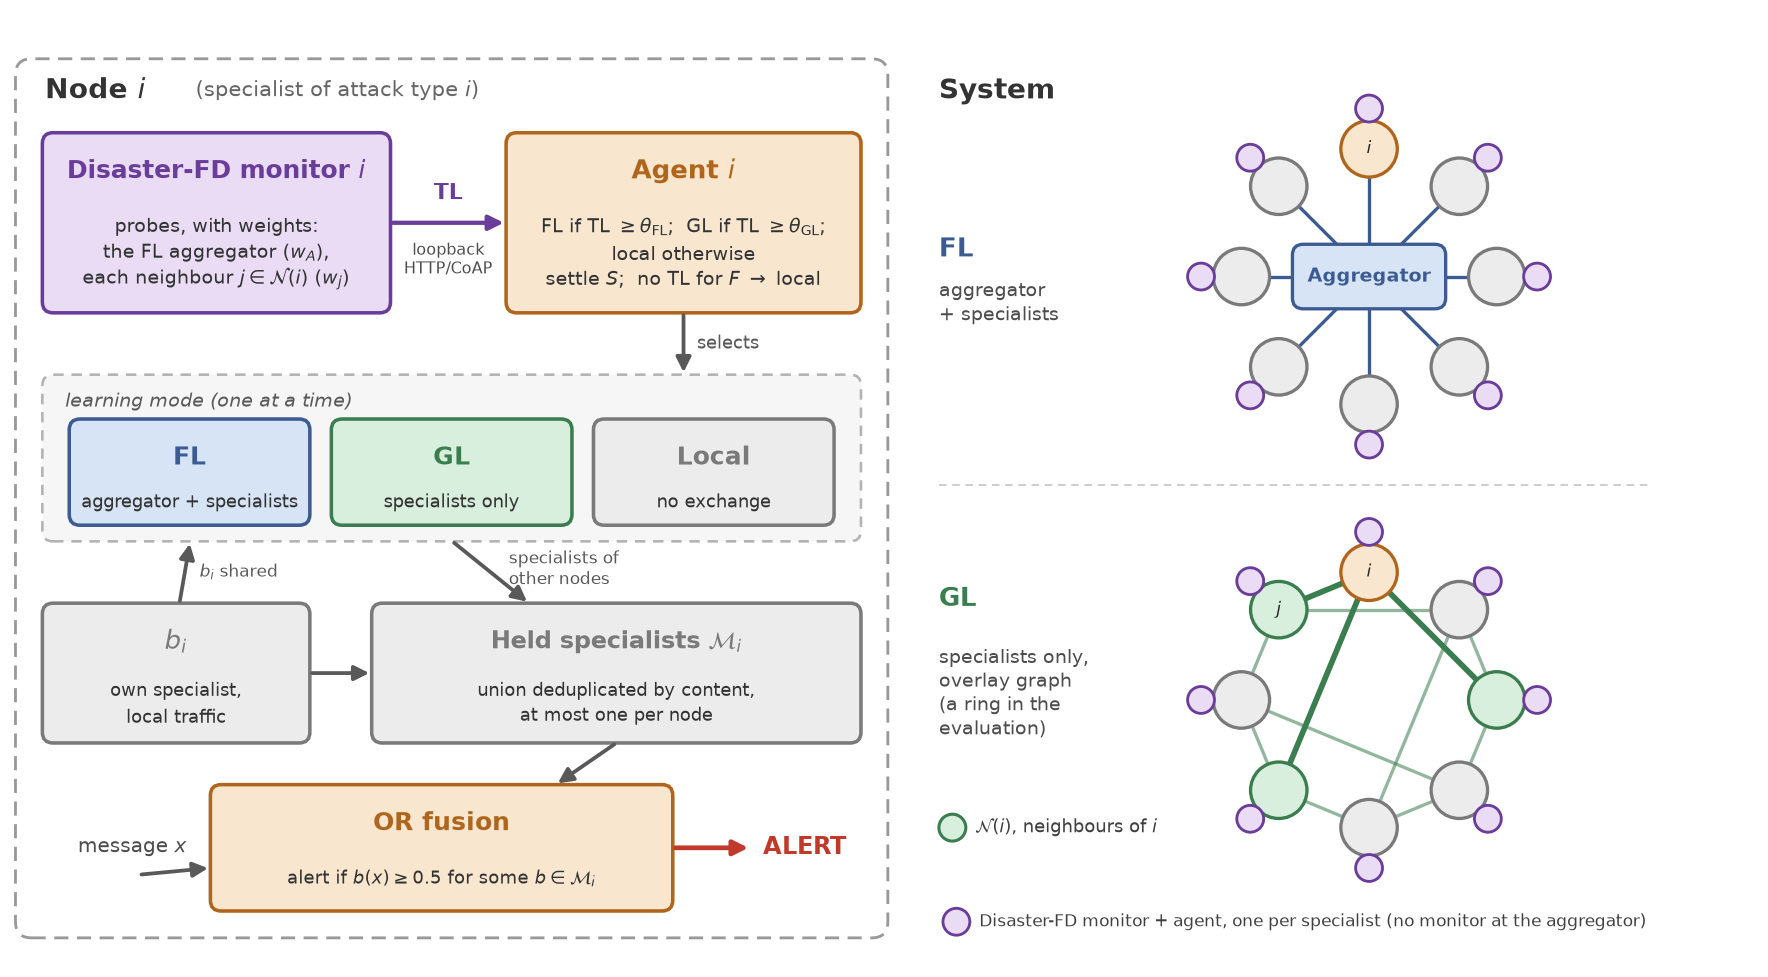 Node i (specialist of attack type i)
Disaster-FD monitor i
probes, with weights:
the FL aggregator (w_A),
each neighbour j ∈ 𝒩(i) (w_j)
TL
loopback
HTTP/CoAP
Agent i
FL if TL ≥ θ_FL; GL if TL ≥ θ_GL;
local otherwise
settle S; no TL for F → local
selects
learning mode (one at a time)
FL
aggregator + specialists
GL
specialists only
Local
no exchange
b_i shared
specialists of
other nodes
b_i
own specialist,
local traffic
Held specialists ℳ_i
union deduplicated by content,
at most one per node
message x
OR fusion
alert if b(x) ≥ 0.5 for some b ∈ ℳ_i
ALERT
System
FL
aggregator
+ specialists
i
Aggregator
GL
specialists only,
overlay graph
(a ring in the
evaluation)
i
j
𝒩(i), neighbours of i
Disaster-FD monitor + agent, one per specialist (no monitor at the aggregator)